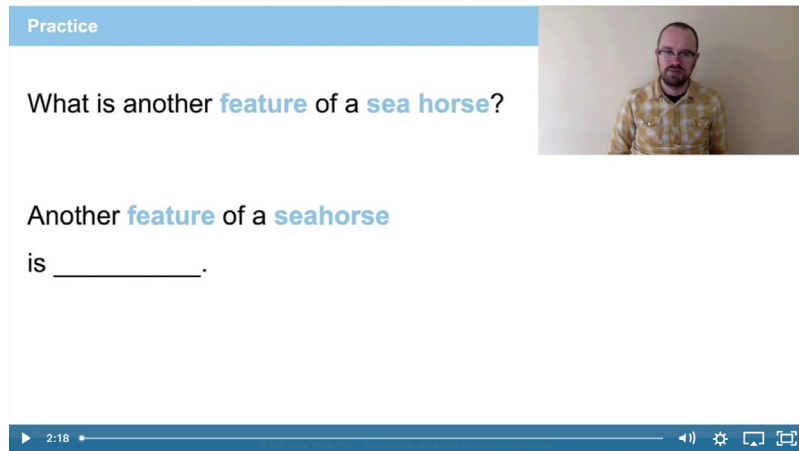 Practice
What is another feature of a sea horse?
Another feature of a seahorse
is ___________.
2:18